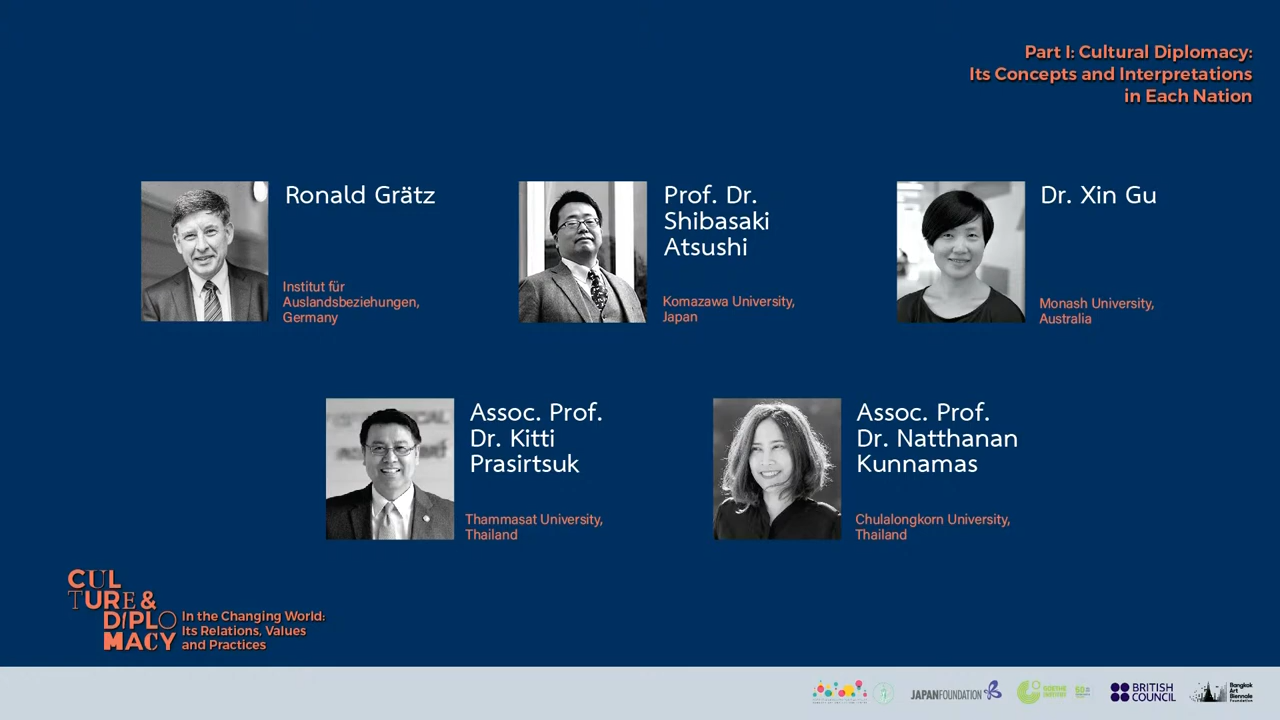 Part I: Cultural Diplomacy:
Its Concepts and Interpretations
in Each Nation
Ronald Grätz
Institut für
Auslandsbeziehungen,
Germany
Prof. Dr.
Shibasaki
Atsushi
Komazawa University,
Japan
Dr. Xin Gu
Monash University,
Australia
Assoc. Prof.
Dr. Kitti
Prasirtsuk
Thammasat University,
Thailand
Assoc. Prof.
Dr. Natthanan
Kunnamas
Chulalongkorn University,
Thailand
CUL
TURE &
DIPLO
MACY
In the Changing World:
Its Relations, Values
and Practices
JAPANFOUNDATION
GOETHE
INSTITUT
BRITISH
COUNCIL
Bangkok
Art
Biennale
Foundation